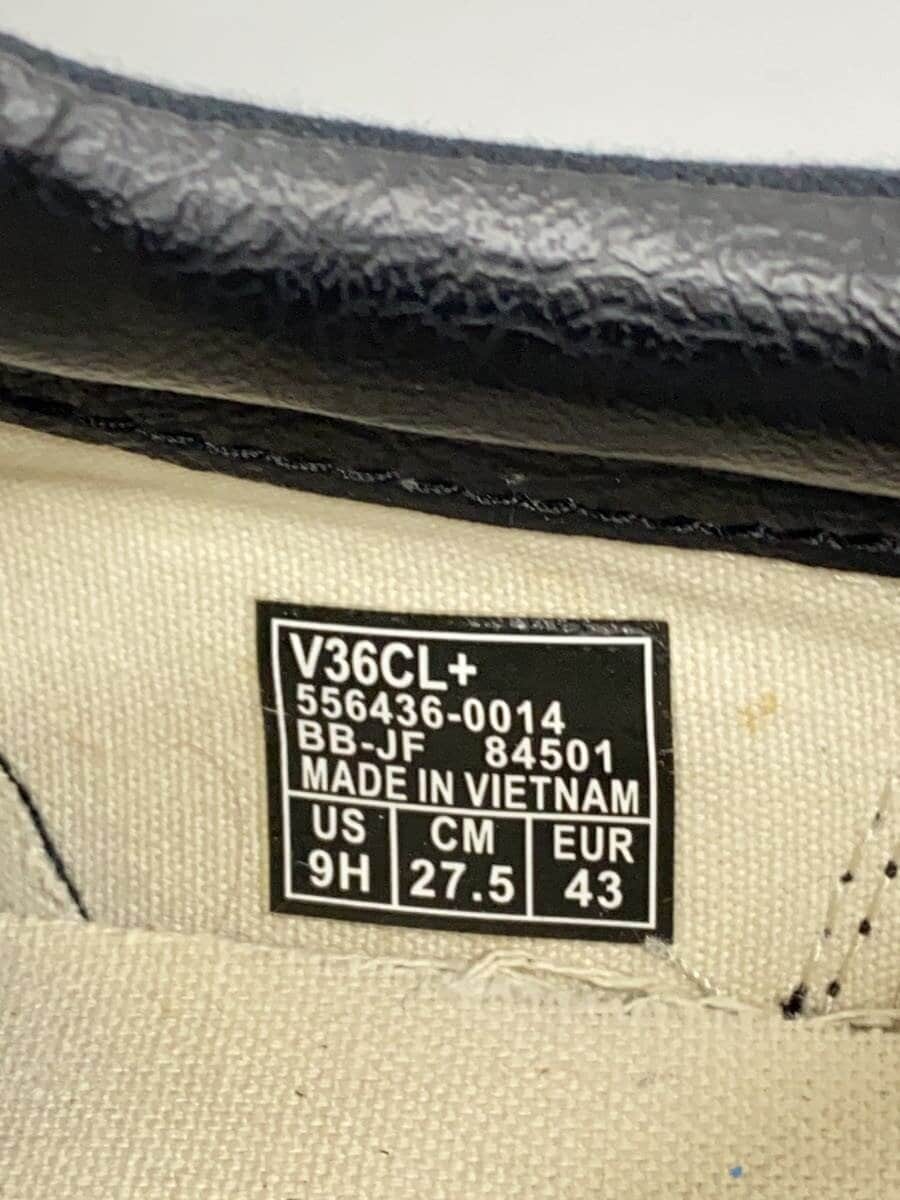 V36CL+
556436-0014
BB-JF 84501
MADE IN VIETNAM
US CM EUR
9H 27.5 43